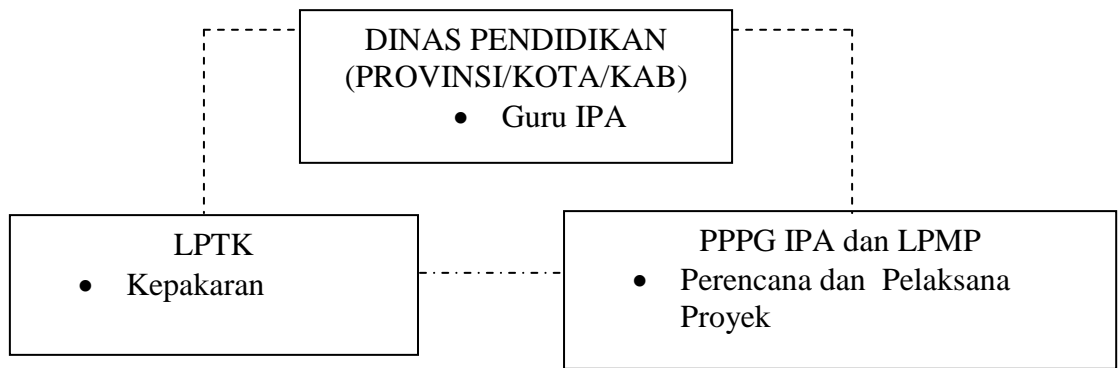 DINAS PENDIDIKAN
(PROVINSI/KOTA/KAB)
• Guru IPA
LPTK
• Kepakaran
PPPG IPA dan LPMP
• Perencana dan Pelaksana
Proyek